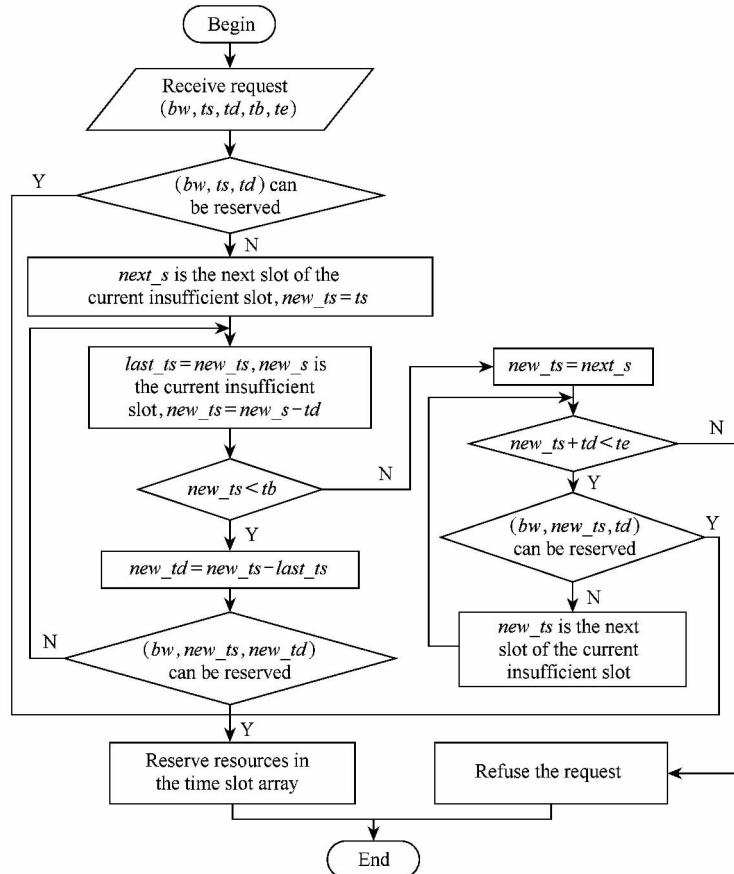 Begin
Receive request
(bw, ts, td, tb, te)
Y
(bw, ts, td) can
be reserved
N
next_s is the next slot of the
current insufficient slot, new_ts=ts
last_ts=new_ts, new_s is
the current insufficient
slot, new_ts=new_s-td
new_ts<tb
N
Y
new_td=new_ts-last_ts
N
(bw, new_ts, new_td)
can be reserved
Y
new_ts=next_s
new_ts+td<te
N
Y
(bw, new_ts, td)
can be reserved
Y
N
new_ts is the next
slot of the current
insufficient slot
Reserve resources in
the time slot array
Refuse the request
End